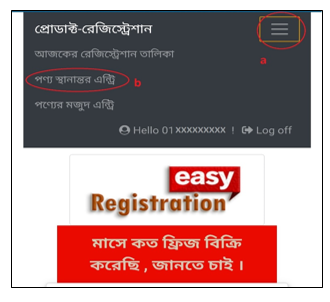 প্রোডাক্ট-রেজিস্ট্রেশান
a
আজকের রেজিস্ট্রেশান তালিকা
পণ্য স্থানান্তর এন্ট্রি b
পণ্যের মজুদ এন্ট্রি
Hello 01xxxxxxxxx ! Log off
easy
Registration
মাসে কত ফ্রিজ বিক্রি
করেছি , জানতে চাই ।